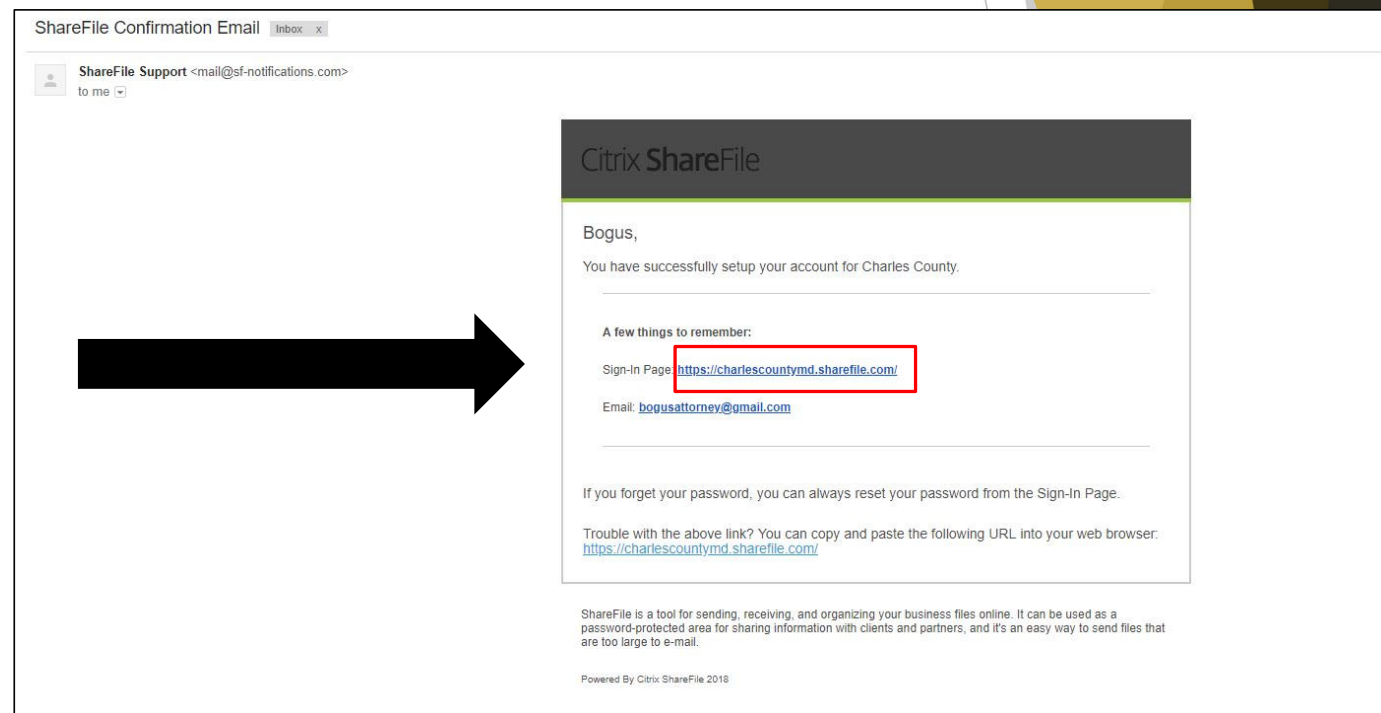 ShareFile Confirmation Email Inbox x
ShareFile Support <mail@sf-notifications.com>
to me
Citrix ShareFile
Bogus,
You have successfully setup your account for Charles County.
A few things to remember:
Sign-In Page: https://charlescountymd.sharefile.com/
Email: bogusattorney@gmail.com
If you forget your password, you can always reset your password from the Sign-In Page.
Trouble with the above link? You can copy and paste the following URL into your web browser:
https://charlescountymd.sharefile.com/
ShareFile is a tool for sending, receiving, and organizing your business files online. It can be used as a
password-protected area for sharing information with clients and partners, and it's an easy way to send files that
are too large to e-mail.
Powered By Citrix ShareFile 2018